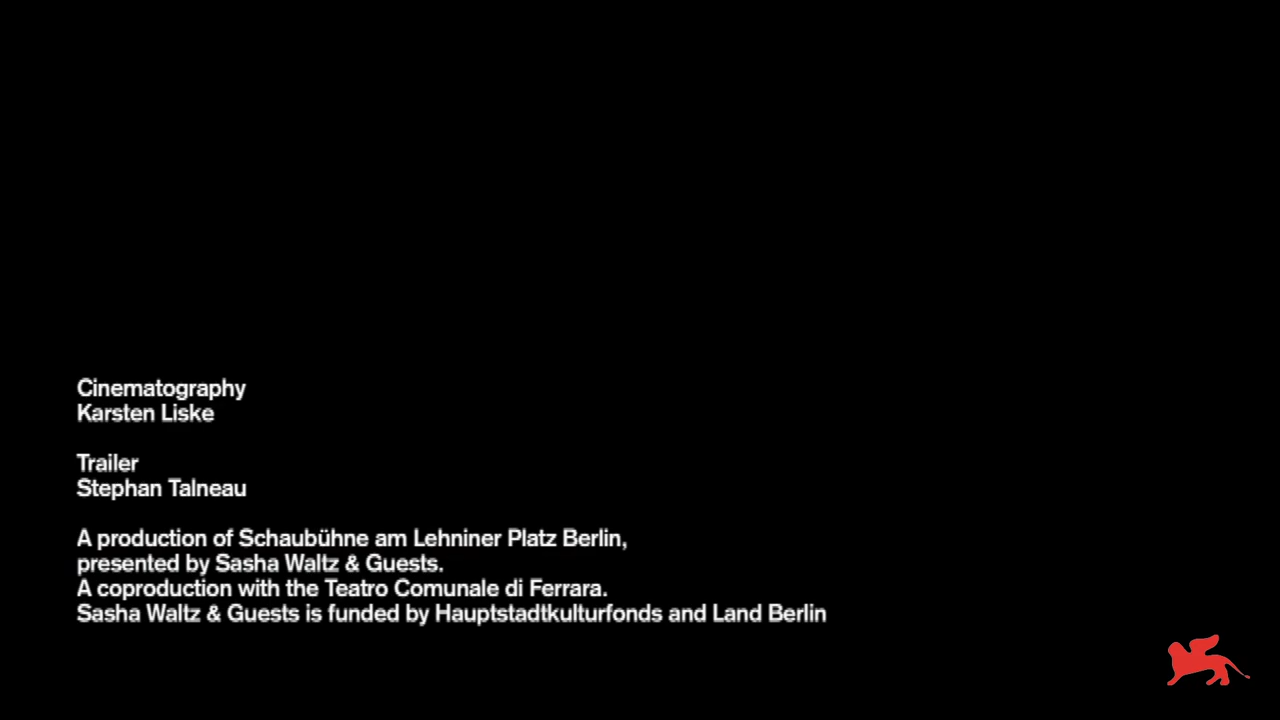 Cinematography
Karsten Liske
Trailer
Stephan Talneau
A production of Schaubühne am Lehniner Platz Berlin,
presented by Sasha Waltz & Guests.
A coproduction with the Teatro Comunale di Ferrara.
Sasha Waltz & Guests is funded by Hauptstadtkulturfonds and Land Berlin